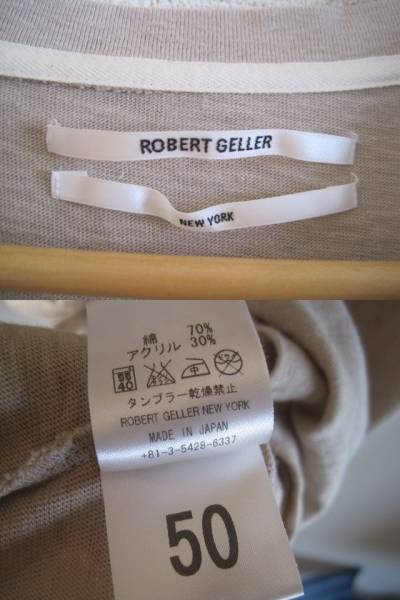 ROBERT GELLER
NEW YORK
綿 70%
アクリル 30%
タンブラー乾燥禁止
ROBERT GELLER NEW YORK
MADE IN JAPAN
+81-3-5428-6337
50